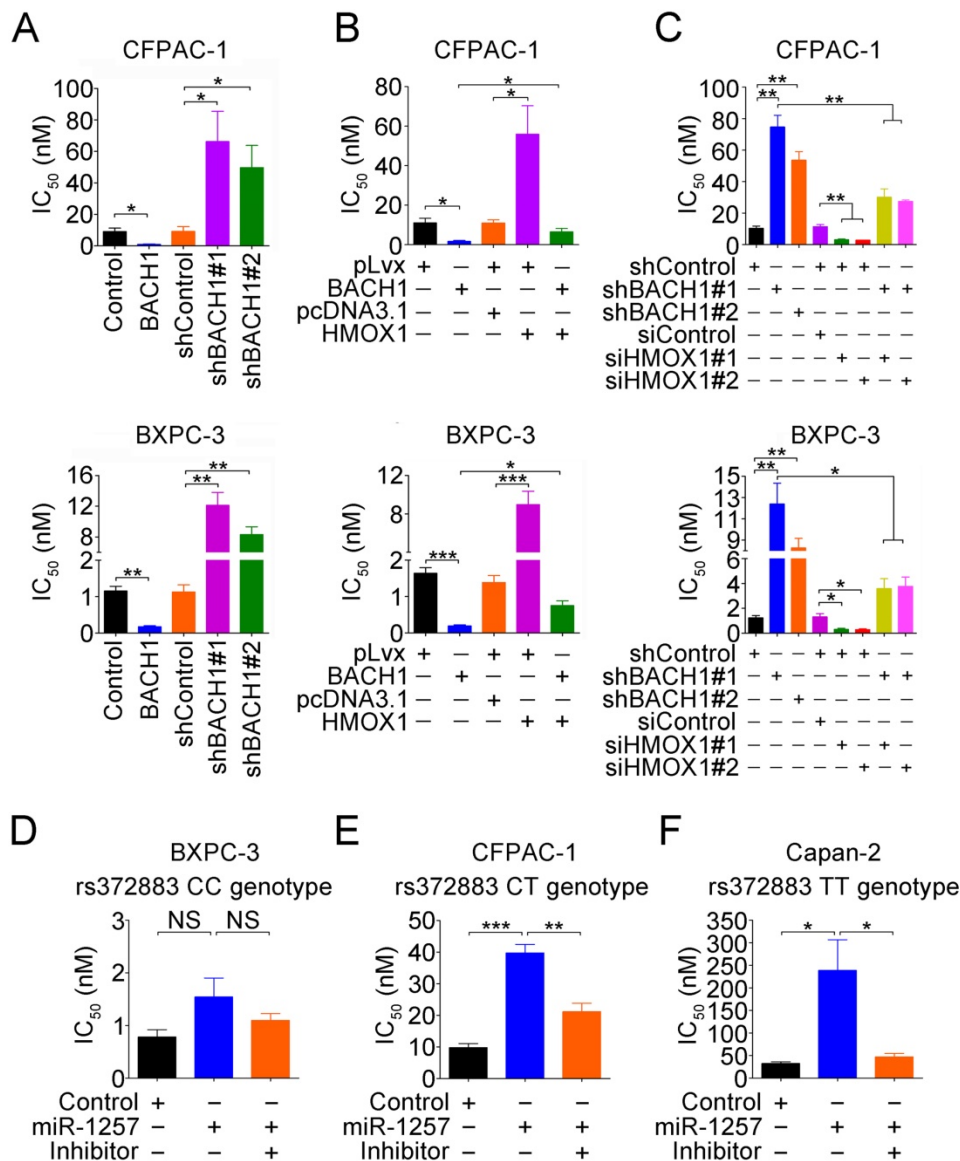 A
CFPAC-1
IC50 (nM)
100
80
60
40
20
0
*
*
*
Control
BACH1
shControl
shBACH1#1
shBACH1#2
B
CFPAC-1
IC50 (nM)
80
60
40
20
0
*
*
*
pLvx + – + + –
BACH1 – + – – +
pcDNA3.1 – – + – –
HMOX1 – – – + +
C
CFPAC-1
IC50 (nM)
100
80
60
40
20
0
**
**
**
**
shControl + – – + + + – –
shBACH1#1 – + – – – – + +
shBACH1#2 – – + – – – – –
siControl – – – + – – – –
siHMOX1#1 – – – – + – + –
siHMOX1#2 – – – – – + – +
BXPC-3
IC50 (nM)
16
12
8
2
1
0
**
**
**
Control
BACH1
shControl
shBACH1#1
shBACH1#2
BXPC-3
IC50 (nM)
12
9
6
2
1
0
*
***
***
pLvx + – + + –
BACH1 – + – – +
pcDNA3.1 – – + – –
HMOX1 – – – + +
BXPC-3
IC50 (nM)
15
13
11
9
7
6
4
2
0
**
**
*
*
*
shControl + – – + + + – –
shBACH1#1 – + – – – – + +
shBACH1#2 – – + – – – – –
siControl – – – + – – – –
siHMOX1#1 – – – – + – + –
siHMOX1#2 – – – – – + – +
D
BXPC-3
rs372883 CC genotype
IC50 (nM)
3
2
1
0
NS NS
Control + – –
miR-1257 – + +
Inhibitor – – +
E
CFPAC-1
rs372883 CT genotype
IC50 (nM)
50
40
30
20
10
0
*** **
Control + – –
miR-1257 – + +
Inhibitor – – +
F
Capan-2
rs372883 TT genotype
IC50 (nM)
350
300
250
200
150
100
50
0
* *
Control + – –
miR-1257 – + +
Inhibitor – – +